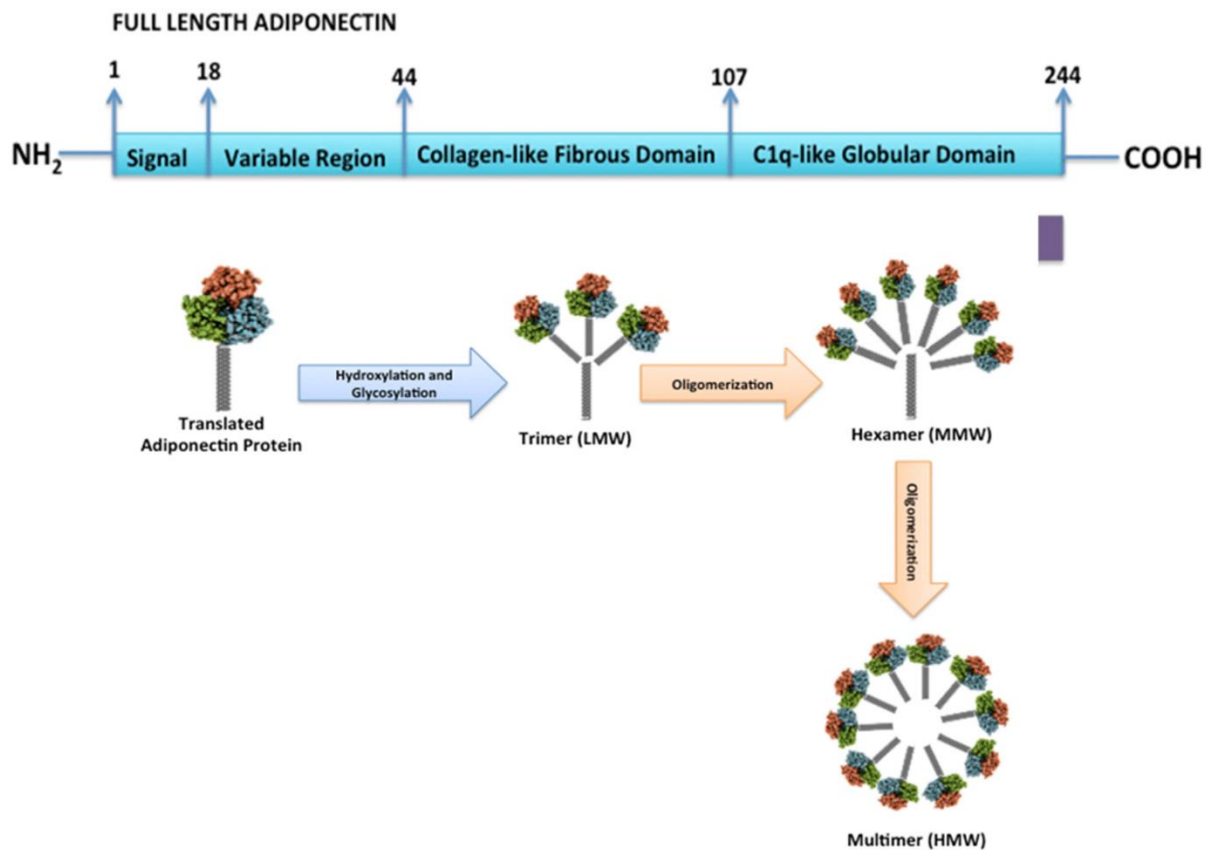 FULL LENGTH ADIPONECTIN
1 18 44 107 244
NH2 Signal Variable Region Collagen-like Fibrous Domain C1q-like Globular Domain COOH
Hydroxylation and
Glycosylation
Oligomerization
Translated
Adiponectin Protein
Trimer (LMW)
Hexamer (MMW)
Oligomerization
Multimer (HMW)